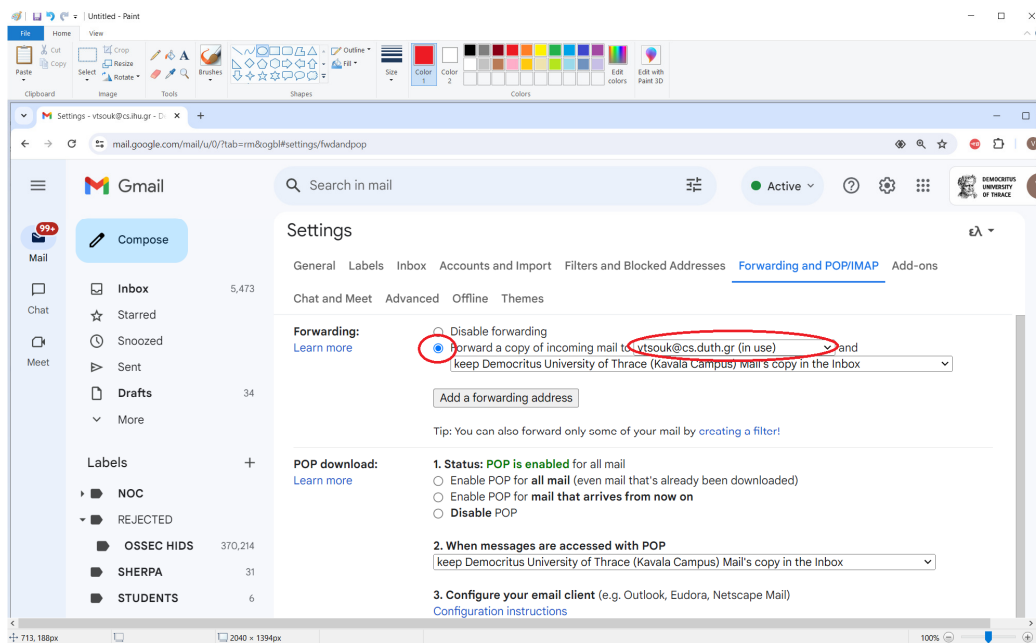 Untitled - Paint
File Home View
Paste
Cut
Copy
Clipboard
Select
Crop
Resize
Rotate
Image
A
Tools
Brushes
Outline
Fill
Shapes
Size
Color 1
Color 2
Edit colors
Colors
Edit with Paint 3D
Settings - vtsouk@cs.ihu.gr - D
mail.google.com/mail/u/0/?tab=rm&ogbl#settings/fwdandpop
Gmail
Search in mail
Active
DEMOCRITUS
UNIVERSITY
OF THRACE
99+
Mail
Chat
Meet
Compose
Inbox 5,473
Starred
Snoozed
Sent
Drafts 34
More
Labels
NOC
REJECTED
OSSEC HIDS 370,214
SHERPA 31
STUDENTS 6
Settings
ελ
General Labels Inbox Accounts and Import Filters and Blocked Addresses Forwarding and POP/IMAP Add-ons
Chat and Meet Advanced Offline Themes
Forwarding:
Learn more
Disable forwarding
Forward a copy of incoming mail to vtsouk@cs.duth.gr (in use) and
keep Democritus University of Thrace (Kavala Campus) Mail's copy in the Inbox
Add a forwarding address
Tip: You can also forward only some of your mail by creating a filter!
POP download:
Learn more
1. Status: POP is enabled for all mail
Enable POP for all mail (even mail that's already been downloaded)
Enable POP for mail that arrives from now on
Disable POP
2. When messages are accessed with POP
keep Democritus University of Thrace (Kavala Campus) Mail's copy in the Inbox
3. Configure your email client (e.g. Outlook, Eudora, Netscape Mail)
Configuration instructions
713, 188px
2040 × 1394px
100%